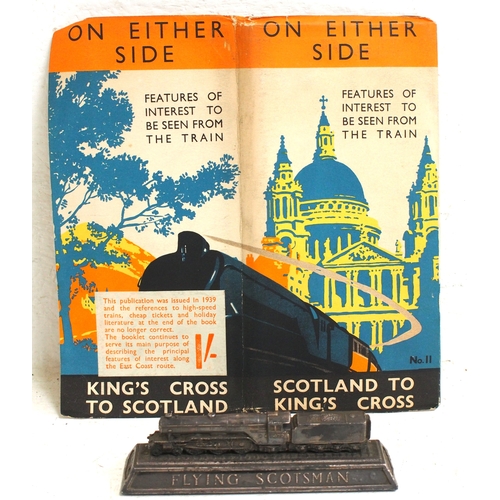 ON EITHER
SIDE
FEATURES OF
INTEREST TO
BE SEEN FROM
THE TRAIN
This publication was issued in 1939
and the references to high-speed
trains, cheap tickets and holiday
literature at the end of the book
are no longer correct.
The booklet continues to
serve its main purpose of
describing the principal
features of interest along
the East Coast route.
1/-
KING'S CROSS
TO SCOTLAND
ON EITHER
SIDE
FEATURES OF
INTEREST TO
BE SEEN FROM
THE TRAIN
No. 11
SCOTLAND TO
KING'S CROSS
FLYING SCOTSMAN